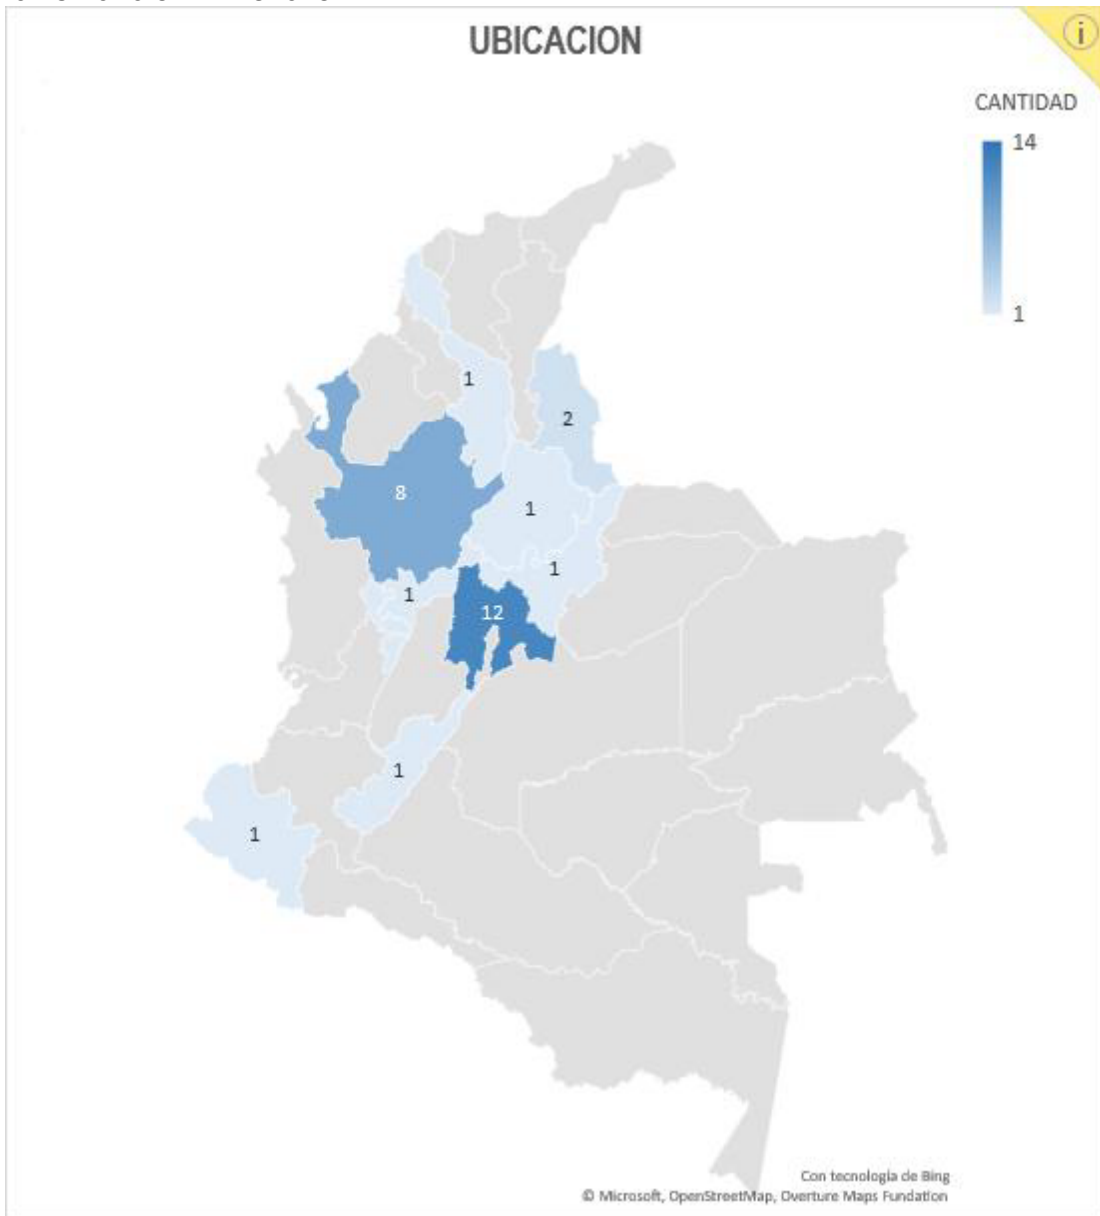 UBICACION
i
CANTIDAD
14
1
1
2
8
1
1
1
12
1
1
Con tecnología de Bing
© Microsoft, OpenStreetMap, Overture Maps Fundation